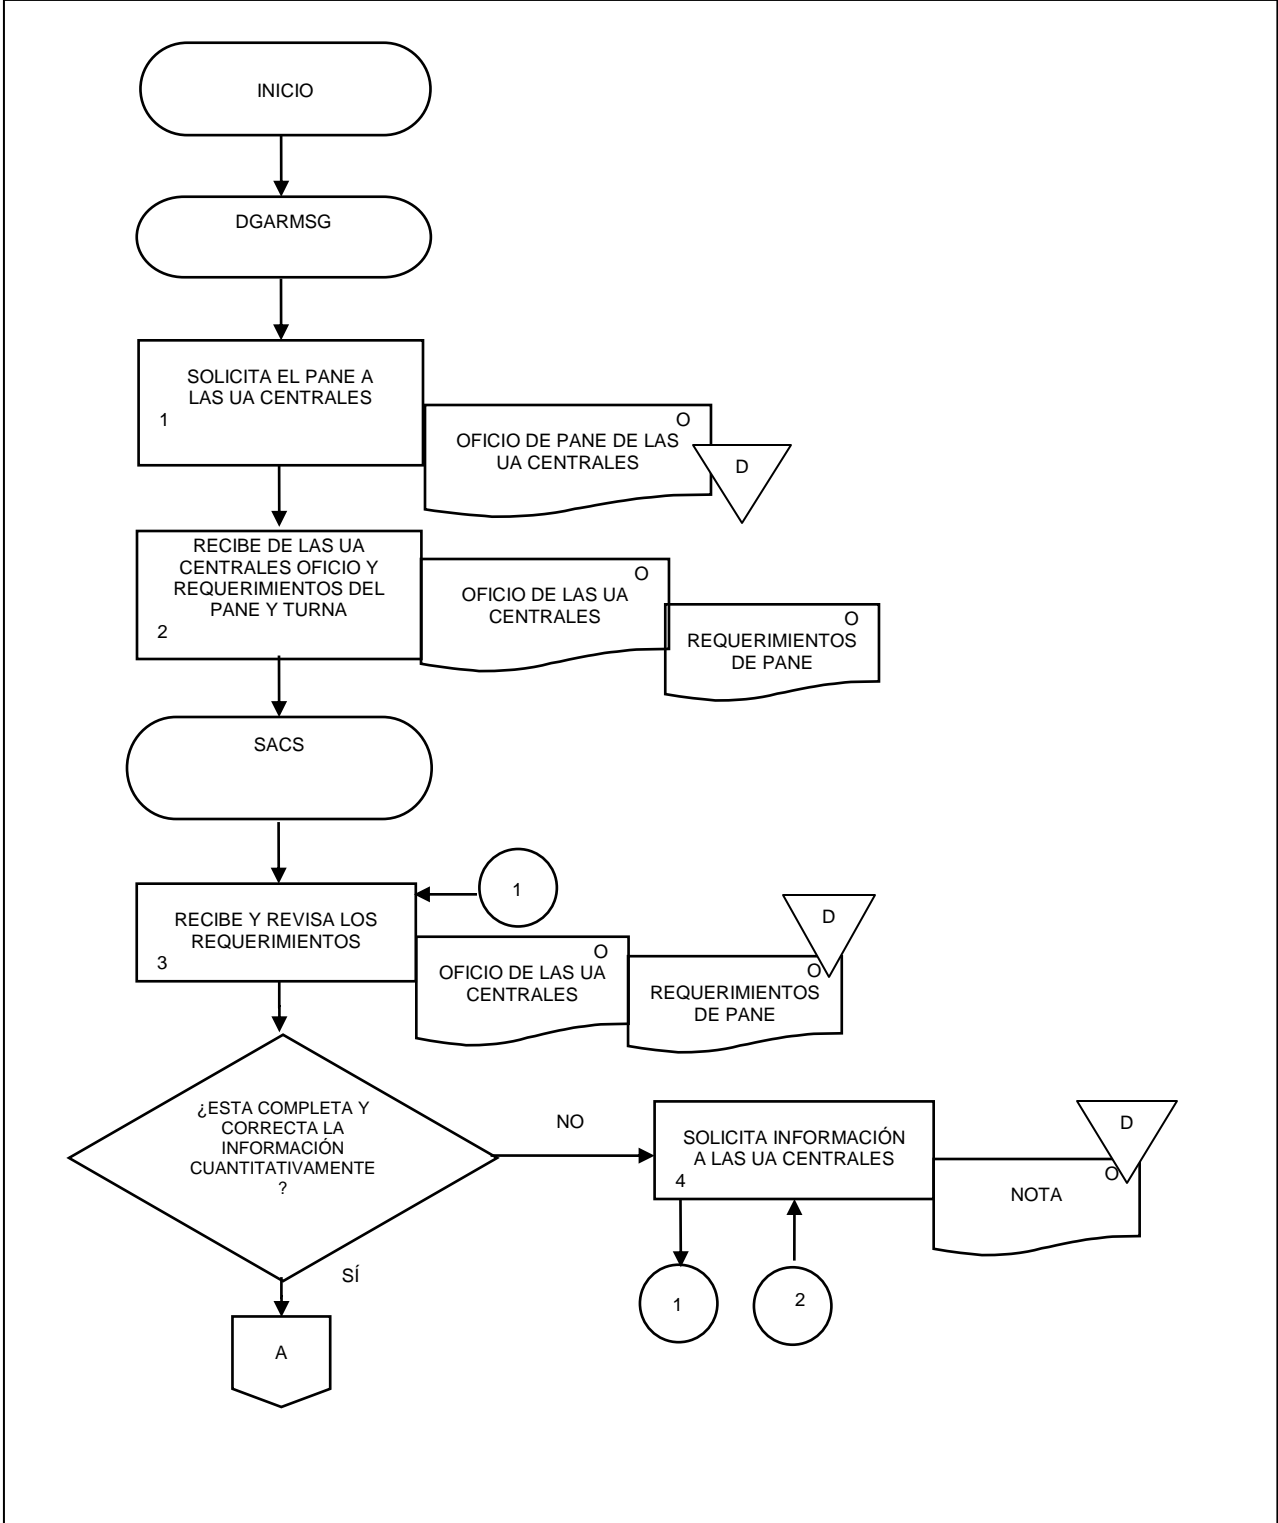 INICIO
DGARMSG
SOLICITA EL PANE A
LAS UA CENTRALES
1
O
OFICIO DE PANE DE LAS
UA CENTRALES
D
RECIBE DE LAS UA
CENTRALES OFICIO Y
REQUERIMIENTOS DEL
PANE Y TURNA
2
O
OFICIO DE LAS UA
CENTRALES
O
REQUERIMIENTOS
DE PANE
SACS
1
RECIBE Y REVISA LOS
REQUERIMIENTOS
3
O
OFICIO DE LAS UA
CENTRALES
D
O
REQUERIMIENTOS
DE PANE
¿ESTA COMPLETA Y
CORRECTA LA
INFORMACIÓN
CUANTITATIVAMENTE
?
NO
SOLICITA INFORMACIÓN
A LAS UA CENTRALES
4
D
O
NOTA
SÍ
1
2
A